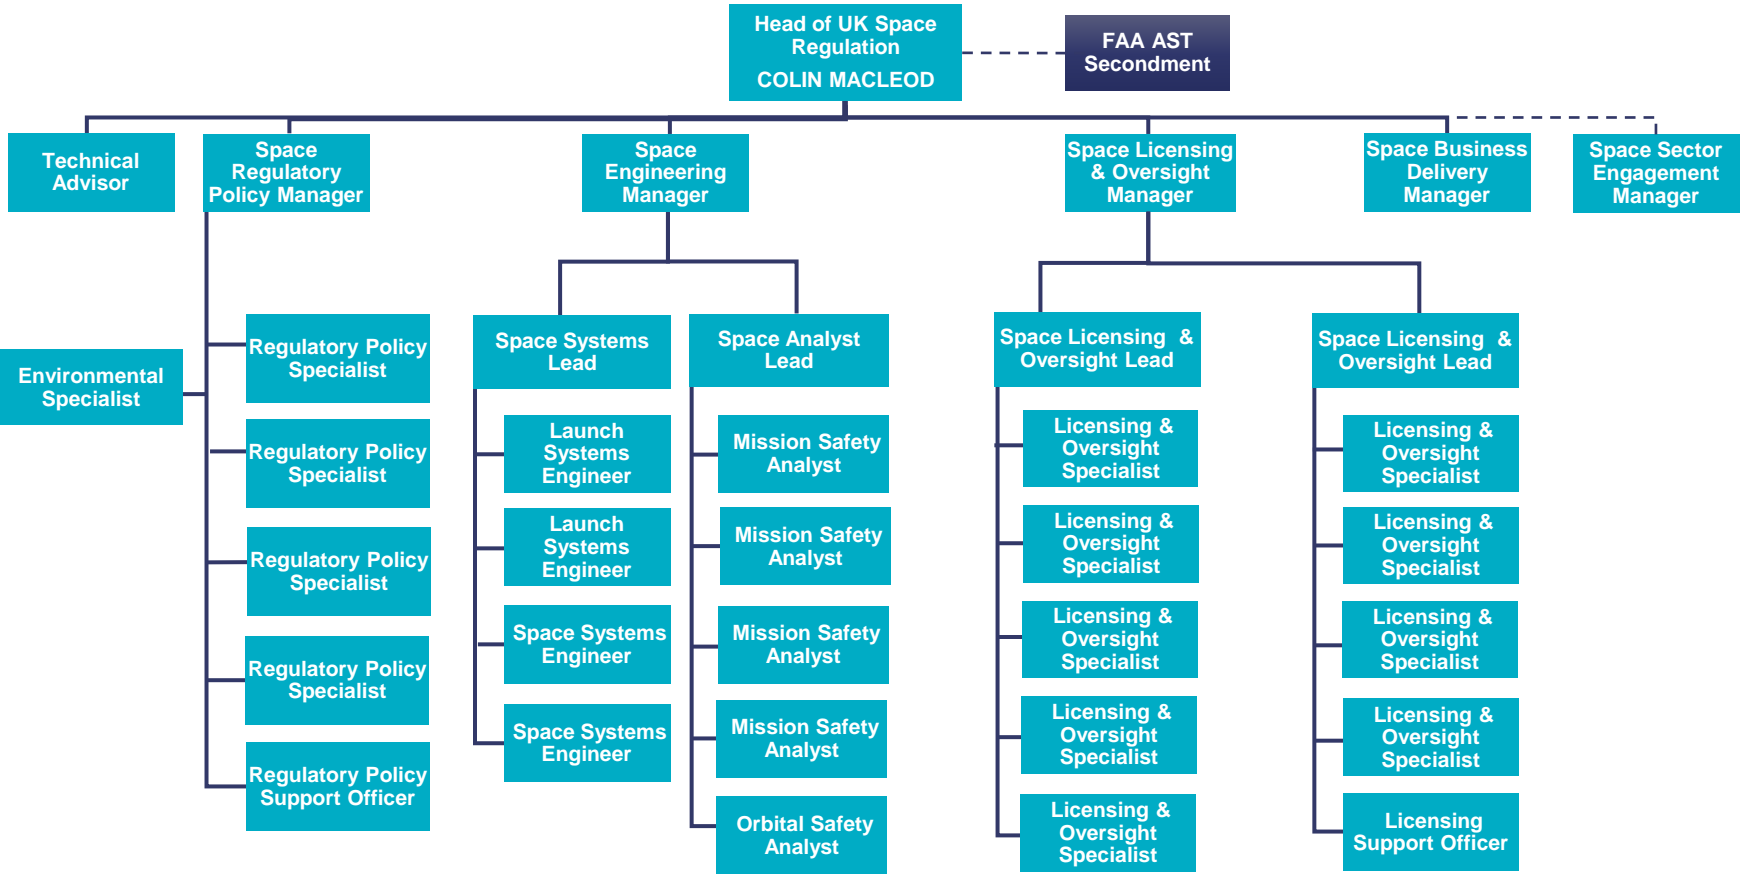 Head of UK Space
Regulation
COLIN MACLEOD
FAA AST
Secondment
Technical
Advisor
Space
Regulatory
Policy Manager
Space
Engineering
Manager
Space Licensing
& Oversight
Manager
Space Business
Delivery
Manager
Space Sector
Engagement
Manager
Environmental
Specialist
Regulatory Policy
Specialist
Regulatory Policy
Specialist
Regulatory Policy
Specialist
Regulatory Policy
Specialist
Regulatory Policy
Support Officer
Space Systems
Lead
Launch
Systems
Engineer
Launch
Systems
Engineer
Space Systems
Engineer
Space Systems
Engineer
Space Analyst
Lead
Mission Safety
Analyst
Mission Safety
Analyst
Mission Safety
Analyst
Mission Safety
Analyst
Orbital Safety
Analyst
Space Licensing &
Oversight Lead
Licensing &
Oversight
Specialist
Licensing &
Oversight
Specialist
Licensing &
Oversight
Specialist
Licensing &
Oversight
Specialist
Licensing &
Oversight
Specialist
Space Licensing &
Oversight Lead
Licensing &
Oversight
Specialist
Licensing &
Oversight
Specialist
Licensing &
Oversight
Specialist
Licensing &
Oversight
Specialist
Licensing
Support Officer